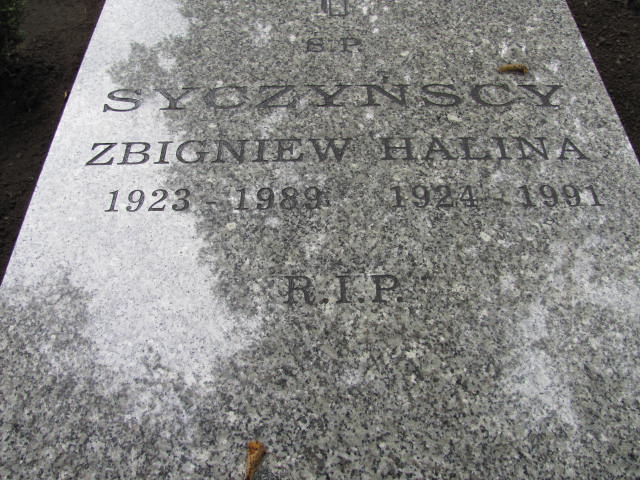 Ś.P.
SYCZYŃSCY
ZBIGNIEW HALINA
1923 - 1989 1924 - 1991
R.I.P.